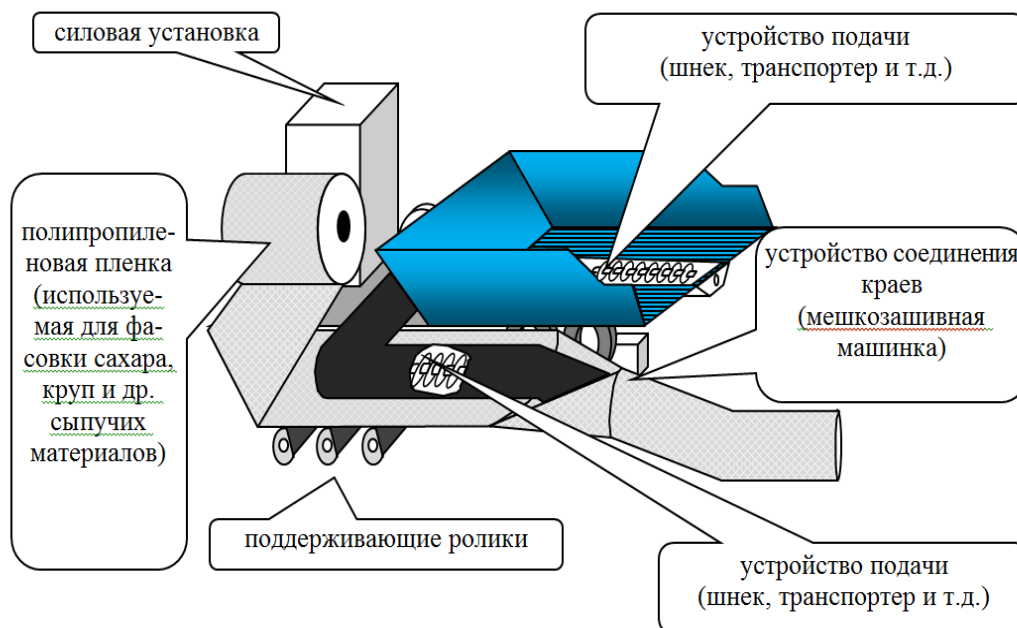 силовая установка
устройство подачи
(шнек, транспортер и т.д.)
полипропиле-
новая пленка
(используе-
мая для фа-
совки сахара,
круп и др.
сыпучих
материалов)
устройство соединения
краев
(мешкозашивная
машинка)
поддерживающие ролики
устройство подачи
(шнек, транспортер и т.д.)